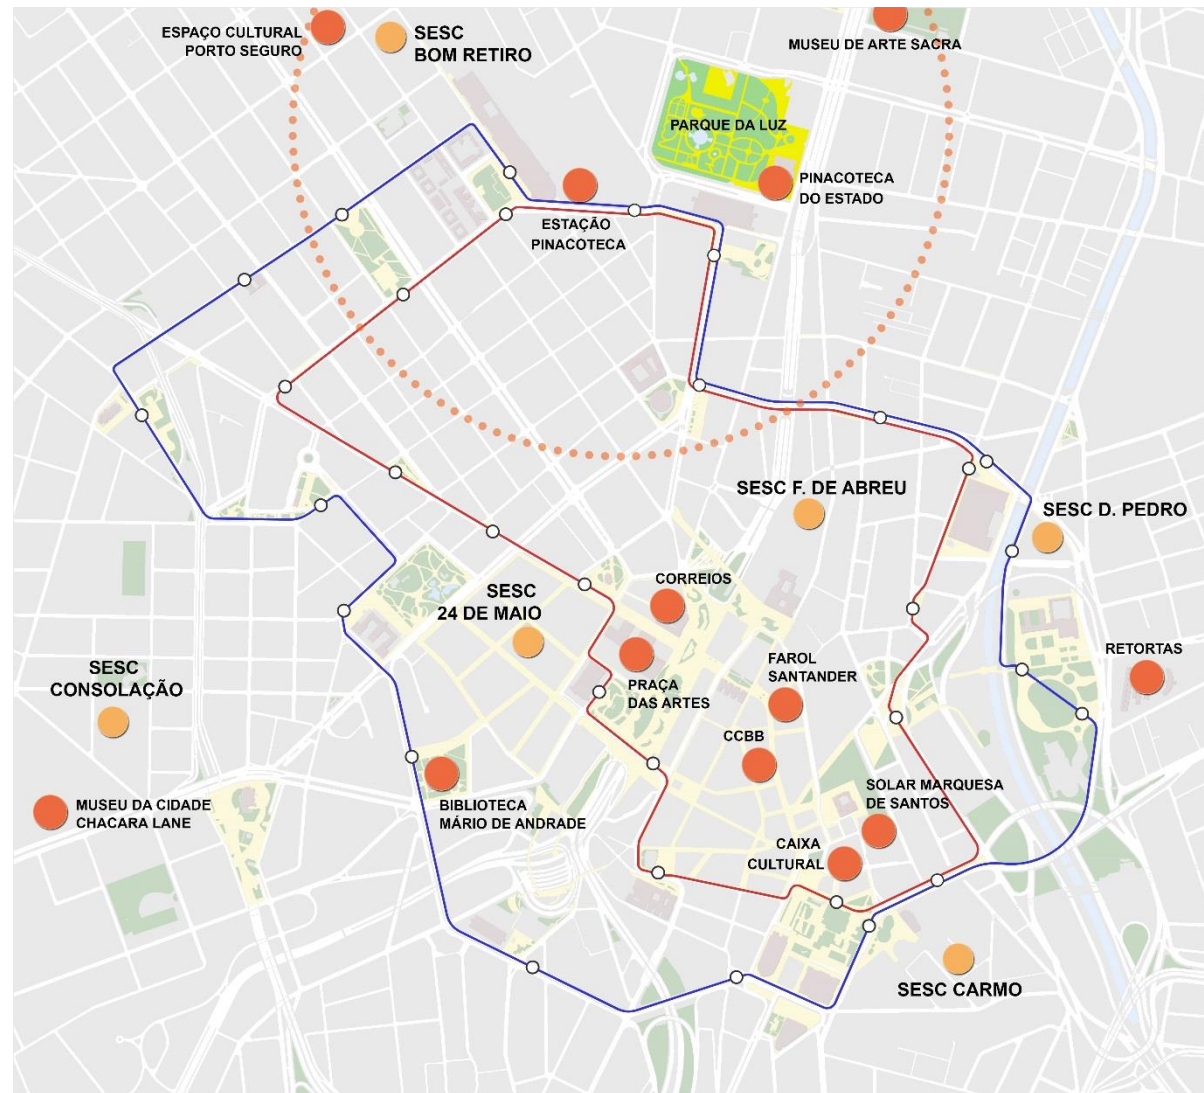 ESPAÇO CULTURAL
PORTO SEGURO
SESC
BOM RETIRO
MUSEU DE ARTE SACRA
PARQUE DA LUZ
PINACOTECA
DO ESTADO
ESTAÇÃO
PINACOTECA
SESC F. DE ABREU
SESC D. PEDRO
SESC
24 DE MAIO
CORREIOS
PRAÇA
DAS ARTES
FAROL
SANTANDER
RETORTAS
SESC
CONSOLAÇÃO
CCBB
SOLAR MARQUESA
DE SANTOS
MUSEU DA CIDADE
CHACARA LANE
BIBLIOTECA
MÁRIO DE ANDRADE
CAIXA
CULTURAL
SESC CARMO